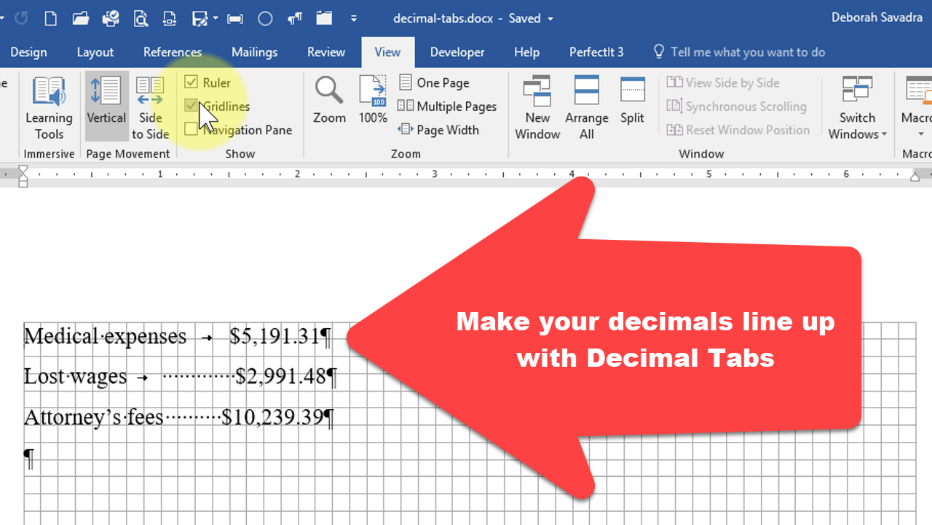 decimal-tabs.docx - Saved
Deborah Savadra
Design Layout References Mailings Review View Developer Help PerfectIt 3 Tell me what you want to do
Learning Tools
Immersive
Vertical
Side to Side
Page Movement
Ruler
Gridlines
Navigation Pane
Show
Zoom
100
100%
One Page
Multiple Pages
Page Width
Zoom
New Window
Arrange All
Split
View Side by Side
Synchronous Scrolling
Reset Window Position
Window
Switch Windows
Macro
Macro
1 2 3 4 5 6
Medical·expenses → $5,191.31¶
Lost·wages → ············$2,991.48¶
Attorney’s·fees··········$10,239.39¶
¶
Make your decimals line up
with Decimal Tabs